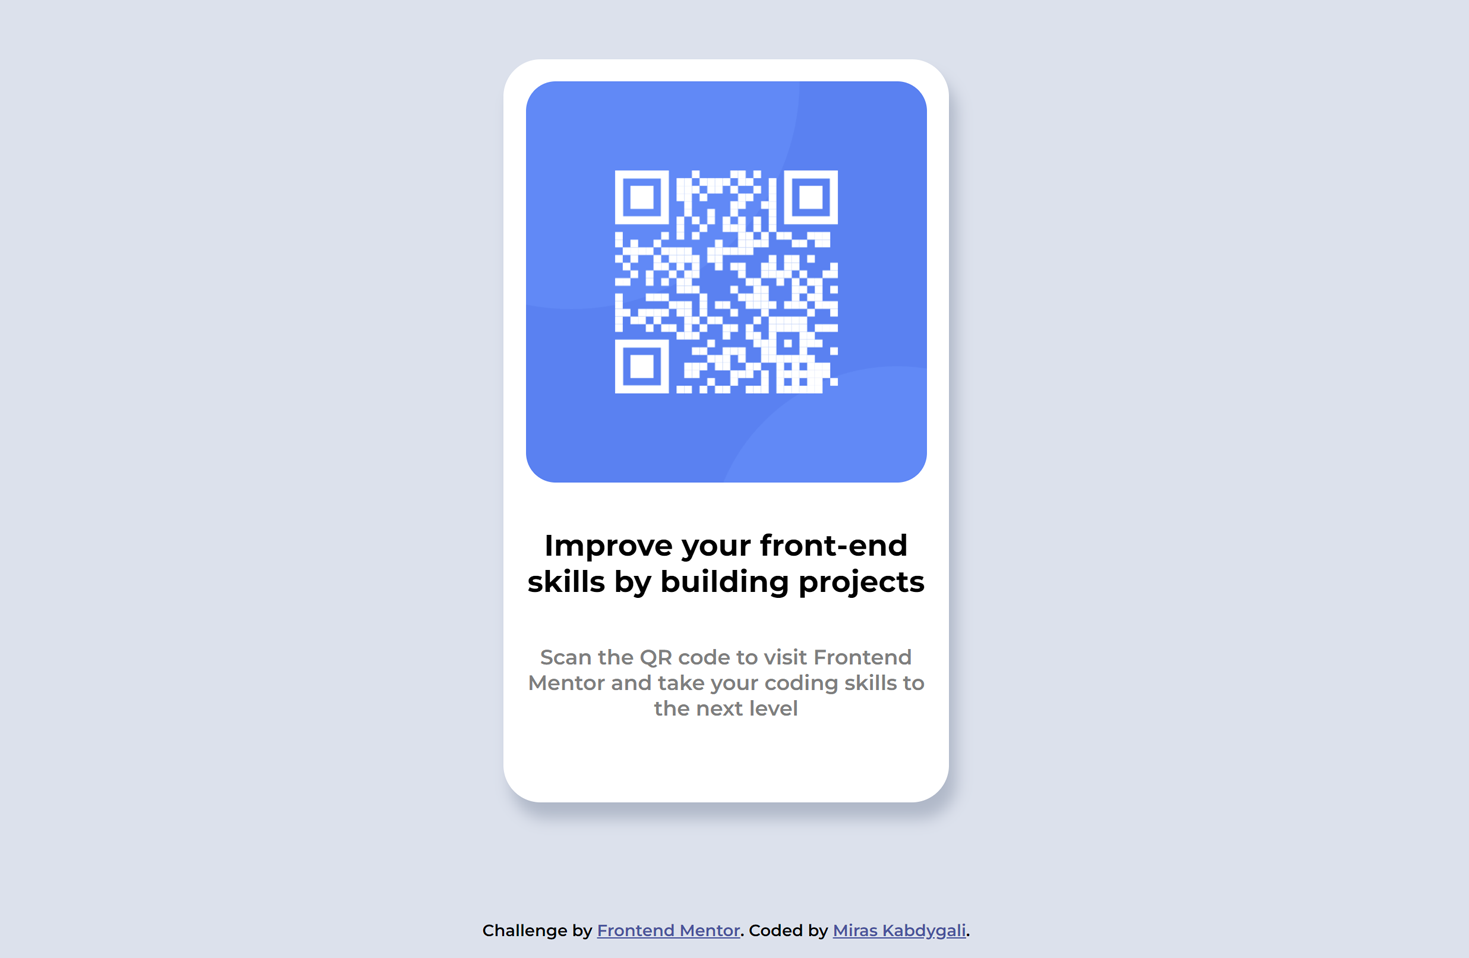 Improve your front-end
skills by building projects
Scan the QR code to visit Frontend
Mentor and take your coding skills to
the next level
Challenge by Frontend Mentor. Coded by Miras Kabdygali.